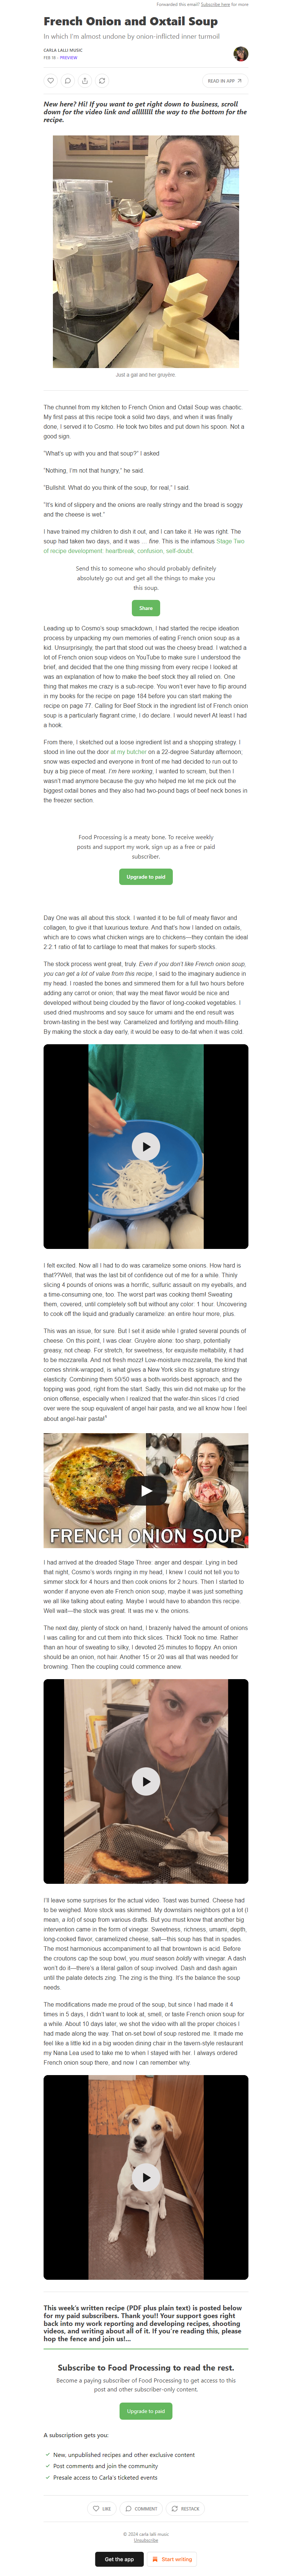 Forwarded this email? Subscribe here for more
French Onion and Oxtail Soup
In which I'm almost undone by onion-inflicted inner turmoil
CARLA LALLI MUSIC
FEB 19 · PREVIEW
READ IN APP
New here? Hi! If you want to get right down to business, scroll
down for the video link and alllllll the way to the bottom for the
recipe.
Just a gal and her gruyère.
The channel from my kitchen to French Onion and Oxtail Soup was chaotic.
My first pass at this recipe took a solid two days, and when it was finally
done, I served it to Cosmo. He took two bites and put down his spoon. Not a
good sign.
"What's up with you and that soup?" I asked.
"Nothing, I'm not that hungry," he said.
"Bullshit. What do you think of the soup, for real," I said.
"It's kind of slippery and the onions are really stringy and the bread is soggy
and the cheese is wet."
I have trained my children to dish it out, and I can take it. He was right. The
soup had taken two days, and it was … fine. This is the infamous Stage Two
of recipe development: heartbreak, confusion, self-doubt.
Send this to someone who should probably definitely
absolutely go out and get all the things to make you
this soup.
Share
Leading up to Cosmo's soup smackdown, I had started the recipe ideation
process by unpacking my own memories of eating French onion soup as a
kid. Unsurprisingly, the part that stood out was the cheesy bread. I watched a
lot of French onion soup videos on YouTube to make sure I understood the
brief, and decided that the one thing missing from every recipe I looked at
was an explanation of how to make the beef stock they all relied on. One
thing that makes me crazy is a sub-recipe. You won't ever have to flip around
in my books for the recipe on page 184 before you can start making the
recipe on page 77. Calling for Beef Stock in the ingredient list of French onion
soup is a particularly flagrant crime, I do declare. I would never! At least I had
a hook.
From there, I sketched out a loose ingredient list and a shopping strategy. I
stood in line out the door at my butcher on a 22-degree Saturday afternoon;
snow was expected and everyone in front of me had decided to run out to
buy a big piece of meat. I'm here working, I wanted to scream, but then I
wasn't mad anymore because the guy who helped me let me pick out the
biggest oxtail bones and they also had two-pound bags of beef neck bones in
the freezer section.
Food Processing is a meaty bone. To receive weekly
posts and support my work, sign up as a free or paid
subscriber.
Upgrade to paid
Day One was all about this stock. I wanted it to be full of meaty flavor and
collagen, to give it that luxurious texture. And that's how I landed on oxtails,
which are to cows what chicken wings are to chickens—they contain the ideal
2:2:1 ratio of fat to cartilage to meat that makes for superb stocks.
The stock process went great, truly. Even if you don't like French onion soup,
you can get a lot of value from this recipe, I said to the imaginary audience in
my head. I roasted the bones and simmered them for a full two hours before
adding any carrot or onion; that way the meat flavor would be nice and
developed without being clouded by the flavor of long-cooked vegetables. I
used dried mushrooms and soy sauce for umami and the end result was
brown-tasting in the best way. Caramelized and fortifying and mouth-filling.
By making the stock a day early, it would be easy to de-fat when it was cold.
I felt excited. Now all I had to do was caramelize some onions. How hard is
that??Well, that was the last bit of confidence out of me for a while. Thinly
slicing 4 pounds of onions was a horrific, sulfuric assault on my eyeballs, and
a time-consuming one, too. The worst part was cooking them! Sweating
them, covered, until completely soft but without any color: 1 hour. Uncovering
to cook off the liquid and gradually caramelize: an entire hour more, plus.
This was an issue, for sure. But I set it aside while I grated several pounds of
cheese. On this point, I was clear. Gruyère alone: too sharp, potentially
greasy, not cheap. For stretch, for sweetness, for exquisite meltability, it had
to be mozzarella. And not fresh mozz! Low-moisture mozzarella, the kind that
comes shrink-wrapped, is what gives a New York slice its signature stringy
elasticity. Combining them 50/50 was a both-worlds-best approach, and the
topping was good, right from the start. Sadly, this win did not make up for the
onion offense, especially when I realized that the wafer-thin slices I'd cried
over were the soup equivalent of angel hair pasta, and we all know how I feel
about angel-hair pasta!
FRENCH ONION SOUP
I had arrived at the dreaded Stage Three: anger and despair. Lying in bed
that night, Cosmo's words ringing in my head, I knew I could not tell you to
simmer stock for 4 hours and then cook onions for 2 hours. Then I started to
wonder if anyone even ate French onion soup; maybe it was just something
we all like talking about eating. Maybe I would have to abandon this recipe.
Well wait—the stock was great. It was me v. the onions.
The next day, plenty of stock on hand, I brazenly halved the amount of onions
I was calling for and cut them into thick slices. Thick! Took no time. Rather
than an hour of sweating to silky, I devoted 25 minutes to floppy. An onion
should be an onion, not hair. Another 15 or 20 was all that was needed for
browning. Then the coupling could commence anew.
I'll leave some surprises for the actual video. Toast was burned. Cheese had
to be weighed. More stock was skimmed. My downstairs neighbors got a lot (I
mean, a lot) of soup from various drafts. But you must know that another big
intervention came in the form of vinegar. Sweetness, richness, umami, depth,
long-cooked flavor, caramelized cheese, salt—this soup has that in spades.
The most harmonious accompaniment to all that browntown is acid. Before
the croutons cap the soup bowl, you must season boldly with vinegar. A dash
won't do it—there's a literal gallon of soup involved. Dash and dash again
until the palate detects zing. The zing is the thing. It's the balance the soup
needs.
The modifications made me proud of the soup, but since I had made it 4
times in 5 days, I didn't want to look at, smell, or taste French onion soup for
a while. About 10 days later, we shot the video with all the proper choices I
had made along the way. That on-set bowl of soup restored me. It made me
feel like a little kid in a big wooden dining chair in the tavern-style restaurant
my Nana Lea used to take me to when I stayed with her. I always ordered
French onion soup there, and now I can remember why.
This week's written recipe (PDF plus plain text) is posted below
for my paid subscribers. Thank you!! Your support goes right
back into my work reporting and developing recipes, shooting
videos, and writing about all of it. If you're reading this, please
hop the fence and join us!...
Subscribe to Food Processing to read the rest.
Become a paying subscriber of Food Processing to get access to this
post and other subscriber-only content.
Upgrade to paid
A subscription gets you:
New, unpublished recipes and other exclusive content
Post comments and join the community
Presale access to Carla's ticketed events
LIKE
COMMENT
RESTACK
© 2024 carla lalli music
Unsubscribe
Get the app
Start writing